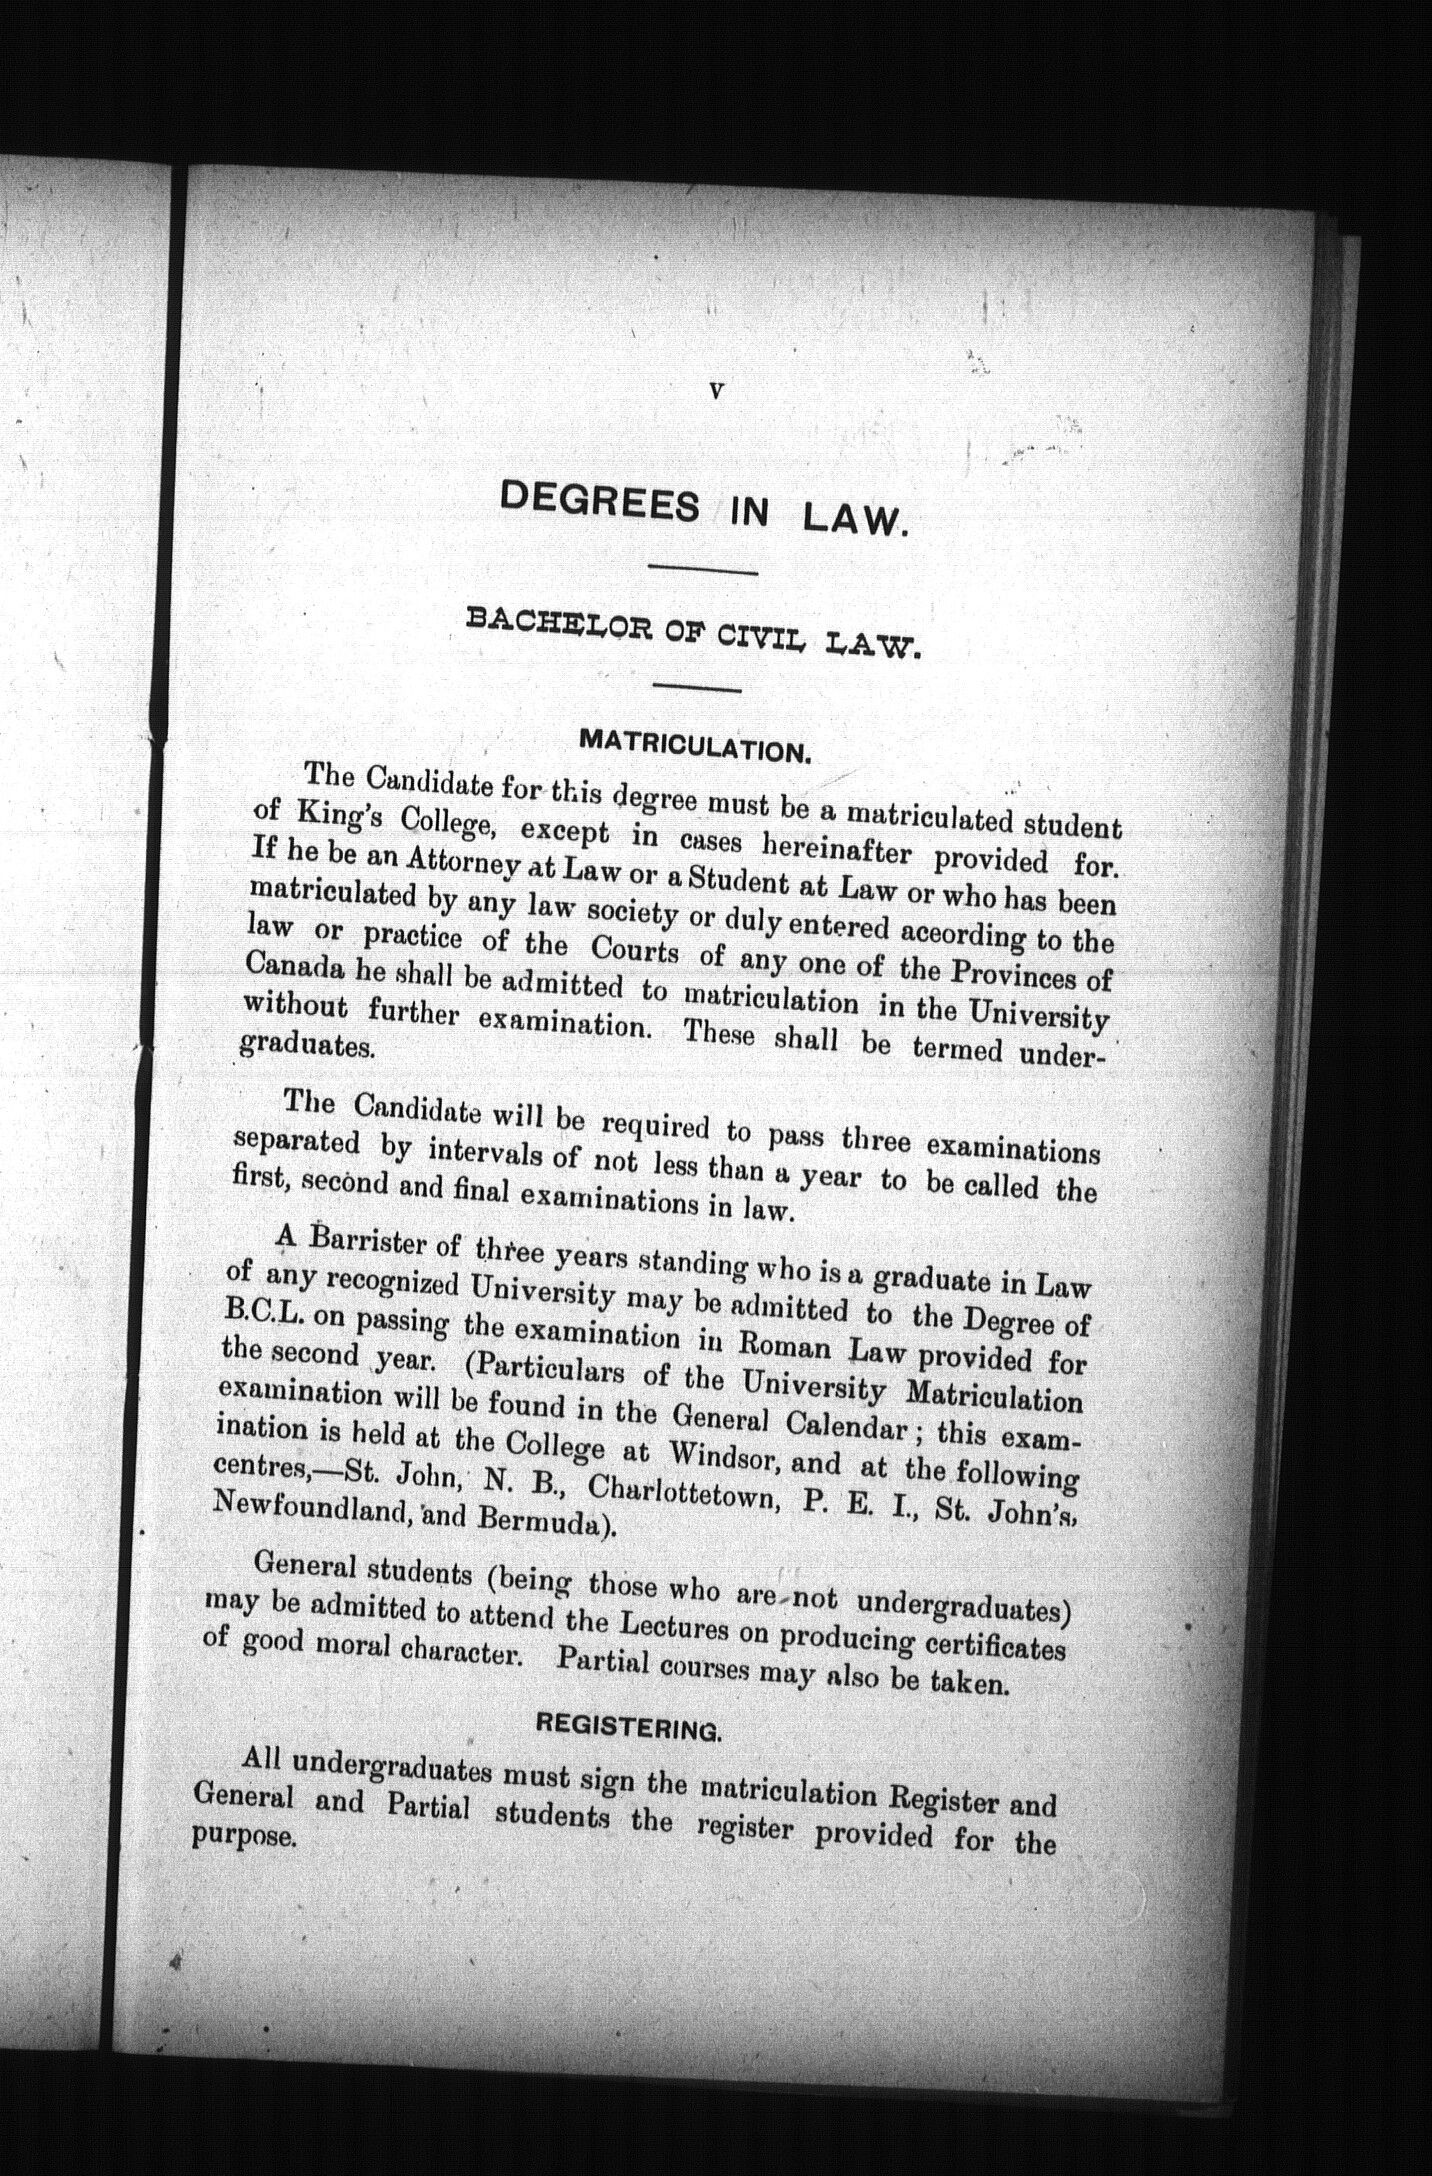 v
DEGREES IN LAW.
BACHELOR OF CIVIL LAW.
MATRICULATION.
The Candidate for this degree must be a matriculated student
of King's College, except in cases hereinafter provided for.
If he be an Attorney at Law or a Student at Law or who has been
matriculated by any law society or duly entered aceording to the
law or practice of the Courts of any one of the Provinces of
Canada he shall be admitted to matriculation in the University
without further examination. These shall be termed under-
graduates.
The Candidate will be required to pass three examinations
separated by intervals of not less than a year to be called the
first, second and final examinations in law.
A Barrister of three years standing who is a graduate in Law
of any recognized University may be admitted to the Degree of
B.C.L. on passing the examination in Roman Law provided for
the second year. (Particulars of the University Matriculation
examination will be found in the General Calendar; this exam-
ination is held at the College at Windsor, and at the following
centres,—St. John, N. B., Charlottetown, P. E. I., St. John's,
Newfoundland, and Bermuda).
General students (being those who are not undergraduates)
may be admitted to attend the Lectures on producing certificates
of good moral character. Partial courses may also be taken.
REGISTERING.
All undergraduates must sign the matriculation Register and
General and Partial students the register provided for the
purpose.